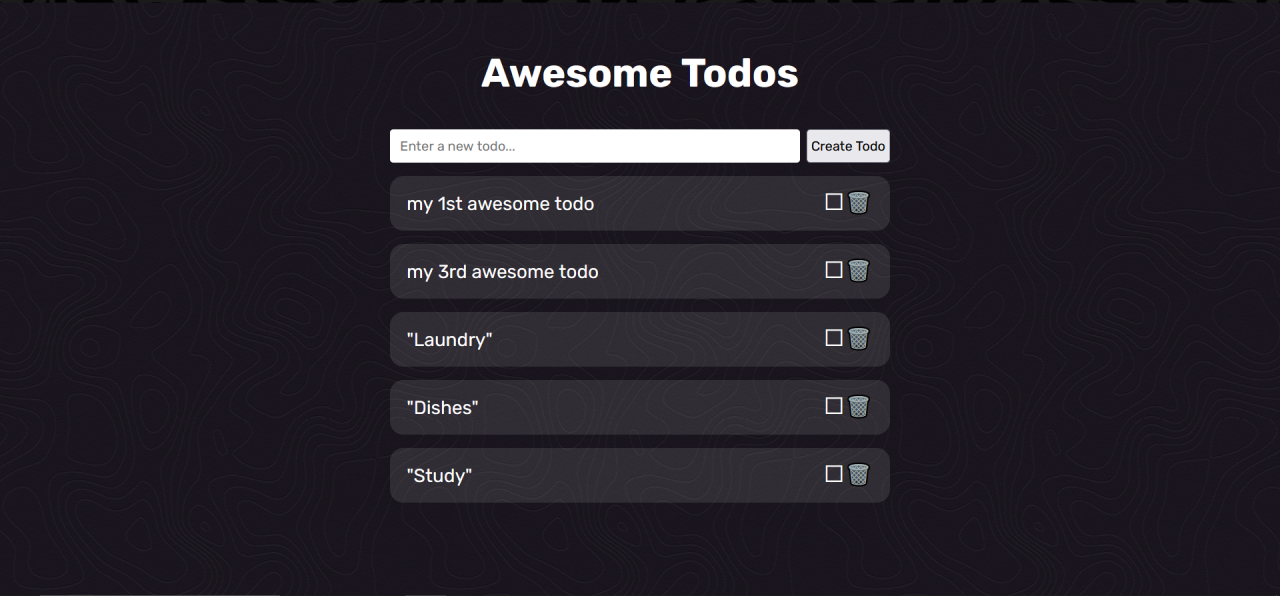 Awesome Todos
Enter a new todo...
Create Todo
my 1st awesome todo
my 3rd awesome todo
"Laundry"
"Dishes"
"Study"